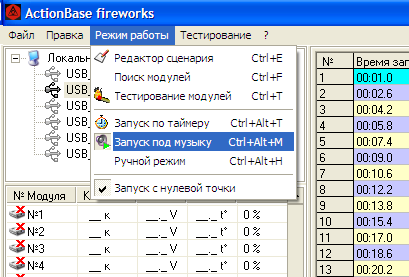 ActionBase fireworks
Файл Правка Режим работы Тестирование ?
Локальн
USB_
USB_
USB_
USB_
USB_
USB_
Редактор сценария Ctrl+E
Поиск модулей Ctrl+F
Тестирование модулей Ctrl+T
Запуск по таймеру Ctrl+Alt+T
Запуск под музыку Ctrl+Alt+M
Ручной режим Ctrl+Alt+H
Запуск с нулевой точки
№ Модуля К
№1 __ к __._ V __._ t° 0 %
№2 __ к __._ V __._ t° 0 %
№3 __ к __._ V __._ t° 0 %
№4 __ к __._ V __._ t° 0 %
№ Время зап
1 00:01.0
2 00:02.6
3 00:04.2
4 00:05.8
5 00:07.4
6 00:09.0
7 00:10.6
8 00:12.2
9 00:13.8
10 00:15.4
11 00:17.0
12 00:18.6
13 00:20.2